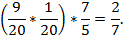 (9/20 * 1/20) * 7/5 = 2/7.